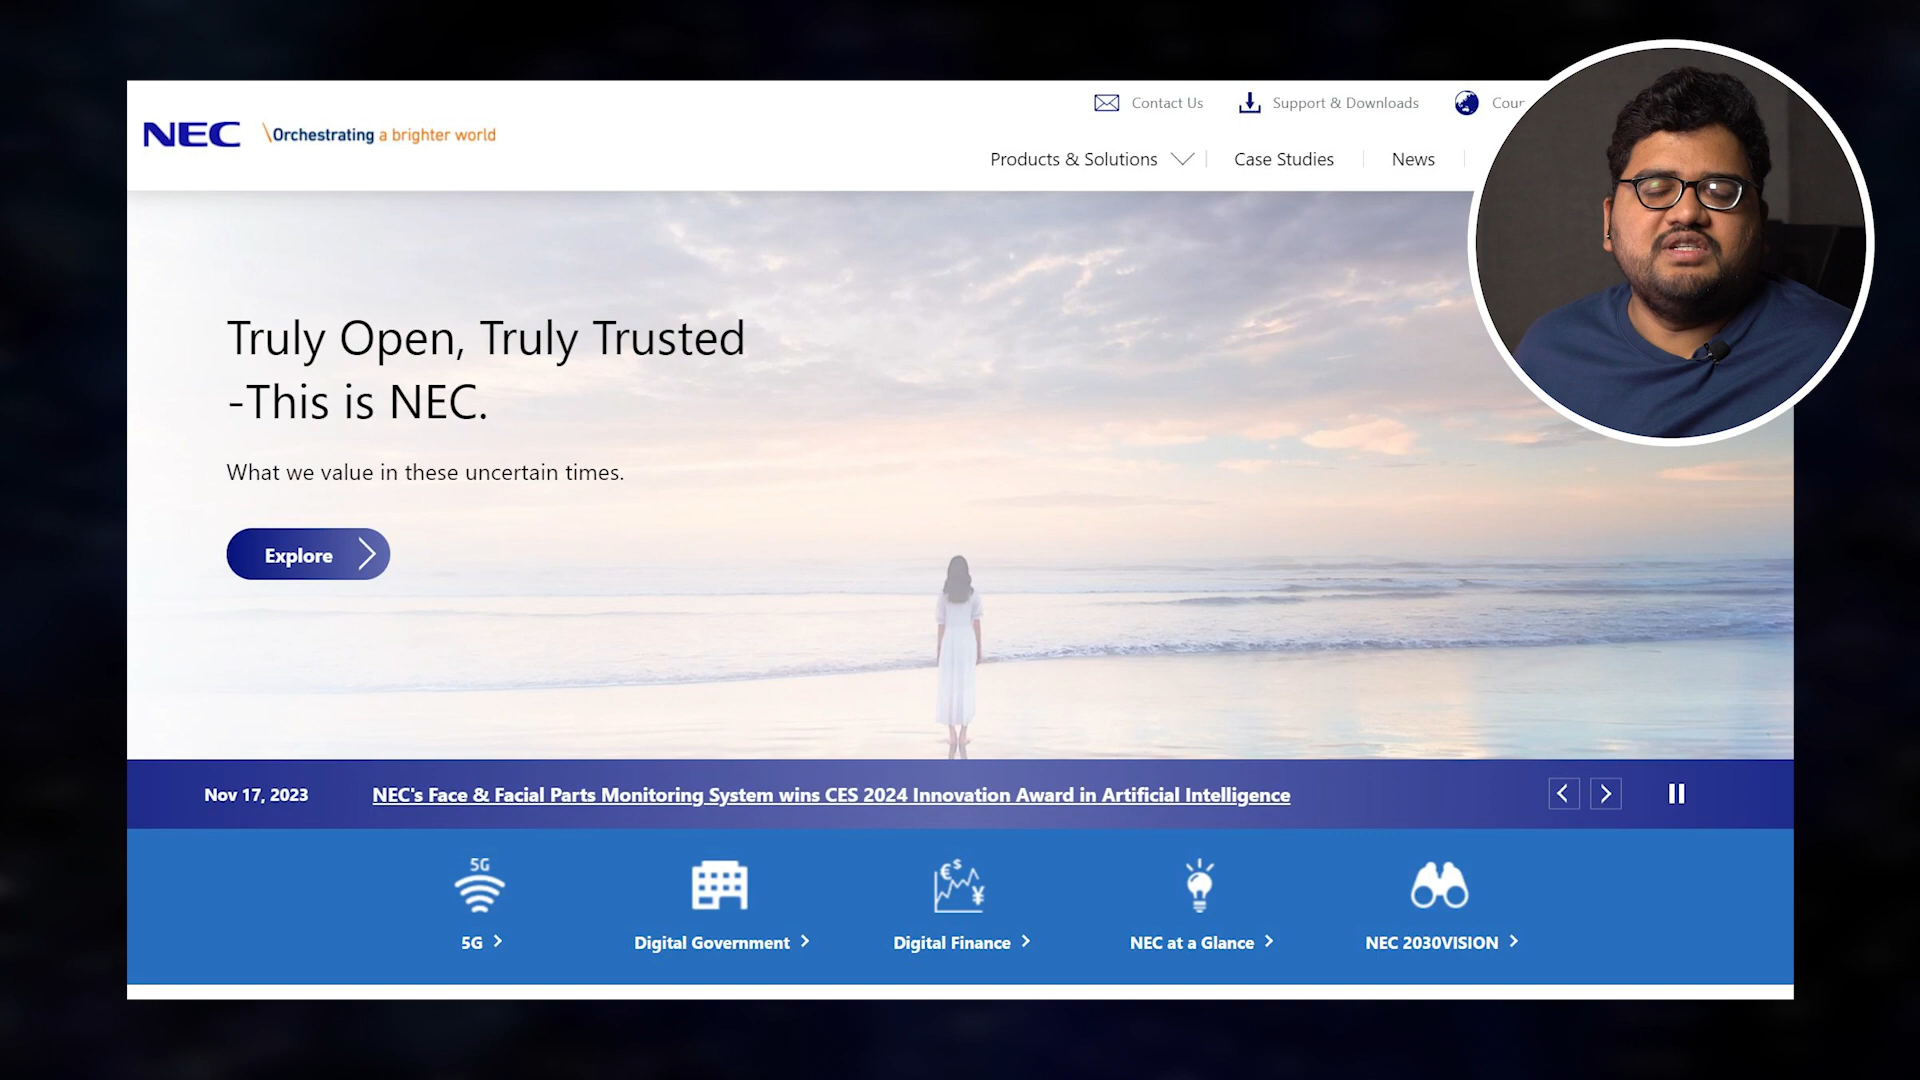 Contact Us
Support & Downloads
NEC
\Orchestrating a brighter world
Products & Solutions
Case Studies
News
Truly Open, Truly Trusted
-This is NEC.
What we value in these uncertain times.
Explore
Nov 17, 2023
NEC's Face & Facial Parts Monitoring System wins CES 2024 Innovation Award in Artificial Intelligence
5G
€ $ ¥
5G
Digital Government
Digital Finance
NEC at a Glance
NEC 2030VISION